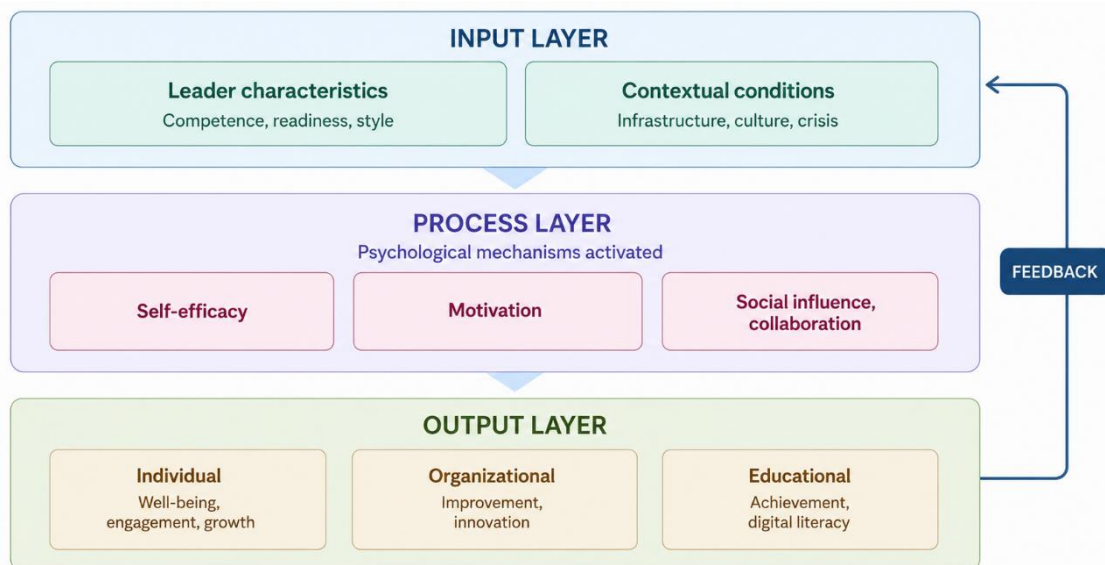 INPUT LAYER
Leader characteristics
Competence, readiness, style
Contextual conditions
Infrastructure, culture, crisis
PROCESS LAYER
Psychological mechanisms activated
Self-efficacy
Motivation
Social influence,
collaboration
FEEDBACK
OUTPUT LAYER
Individual
Well-being,
engagement, growth
Organizational
Improvement,
innovation
Educational
Achievement,
digital literacy